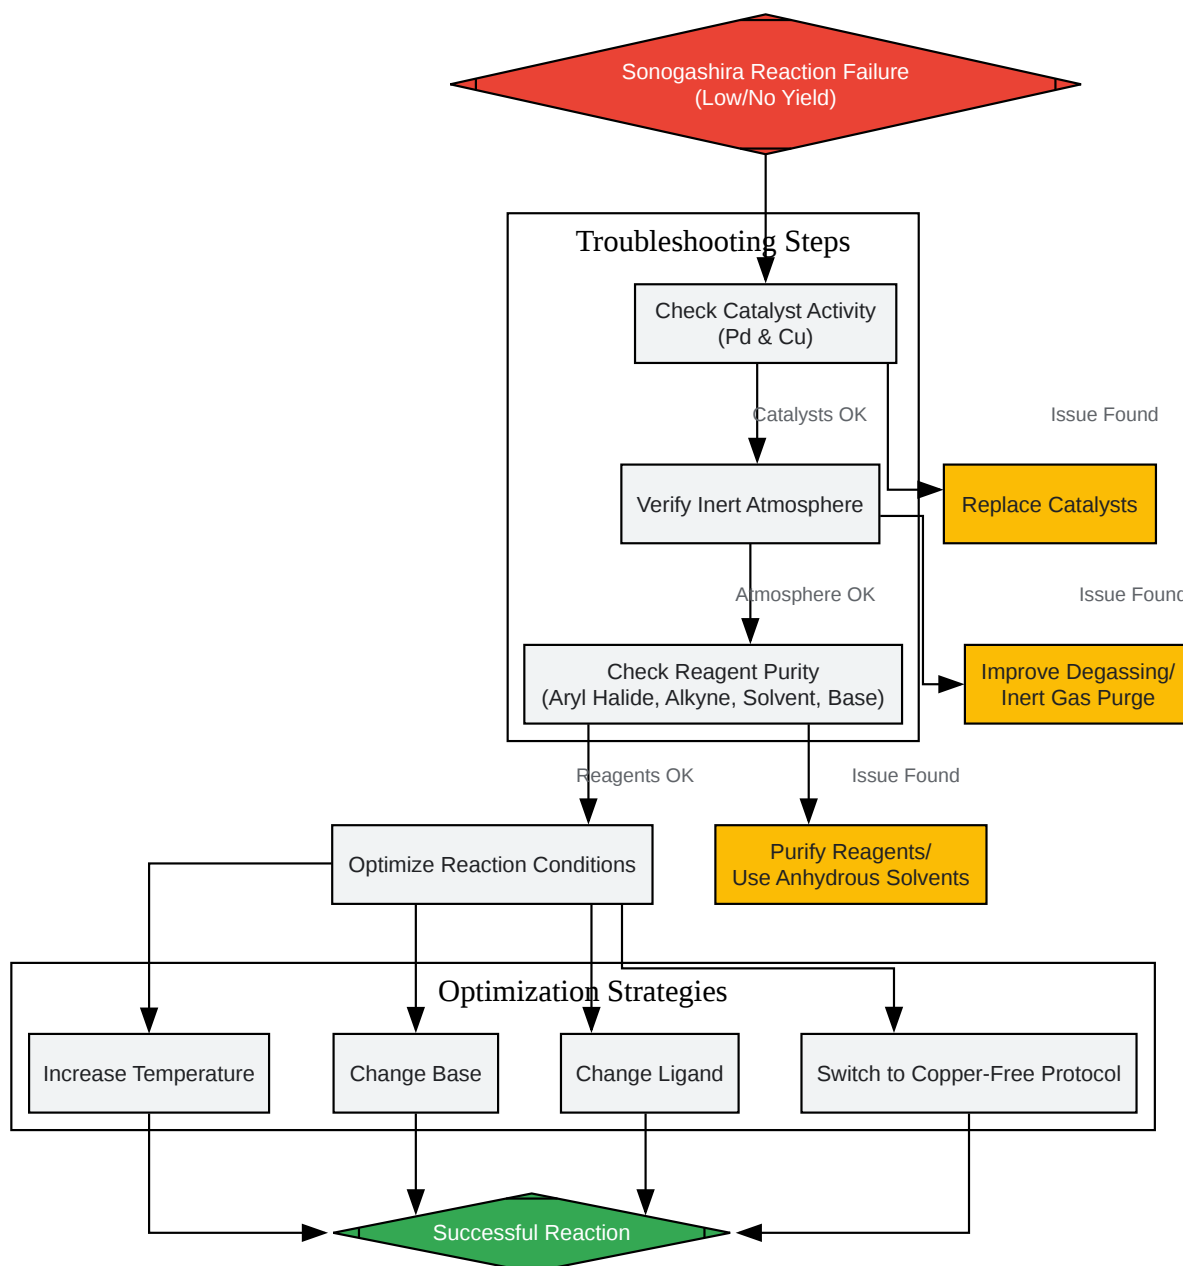 Sonogashira Reaction Failure
(Low/No Yield)
Troubleshooting Steps
Check Catalyst Activity
(Pd & Cu)
Catalysts OK
Issue Found
Verify Inert Atmosphere
Replace Catalysts
Atmosphere OK
Issue Found
Check Reagent Purity
(Aryl Halide, Alkyne, Solvent, Base)
Improve Degassing/
Inert Gas Purge
Reagents OK
Issue Found
Optimize Reaction Conditions
Purify Reagents/
Use Anhydrous Solvents
Optimization Strategies
Increase Temperature
Change Base
Change Ligand
Switch to Copper-Free Protocol
Successful Reaction